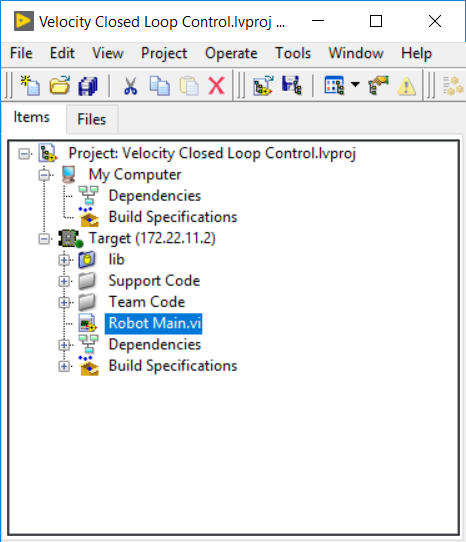 Velocity Closed Loop Control.lvproj ...
File Edit View Project Operate Tools Window Help
Items Files
Project: Velocity Closed Loop Control.lvproj
My Computer
Dependencies
Build Specifications
Target (172.22.11.2)
lib
Support Code
Team Code
Robot Main.vi
Dependencies
Build Specifications